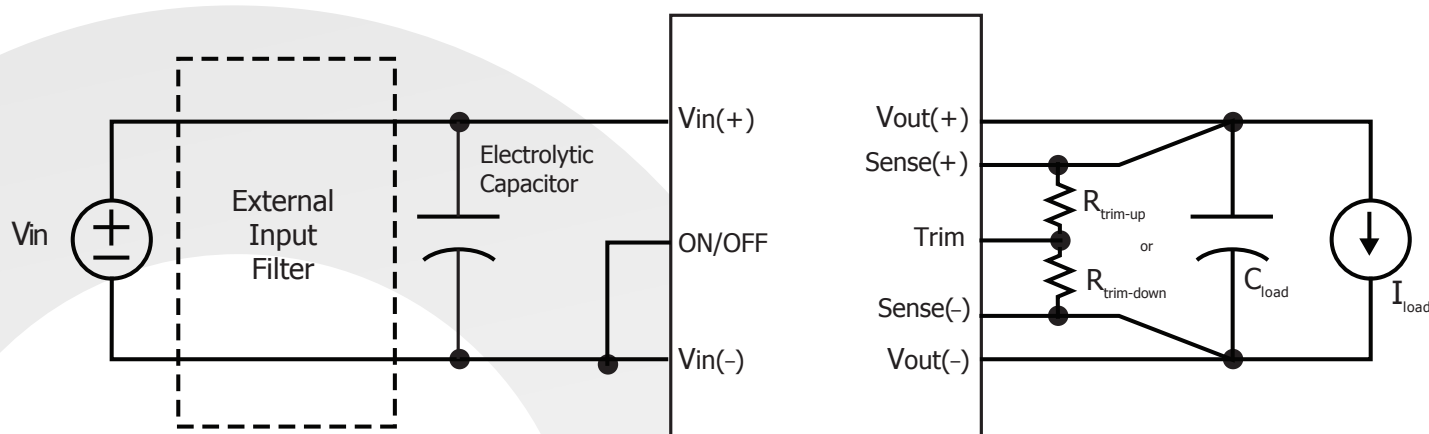 Vin
External
Input
Filter
Electrolytic
Capacitor
Vin(+)
ON/OFF
Vin(−)
Vout(+)
Sense(+)
Trim
Sense(−)
Vout(−)
Rtrim-up
or
Rtrim-down
Cload
Iload